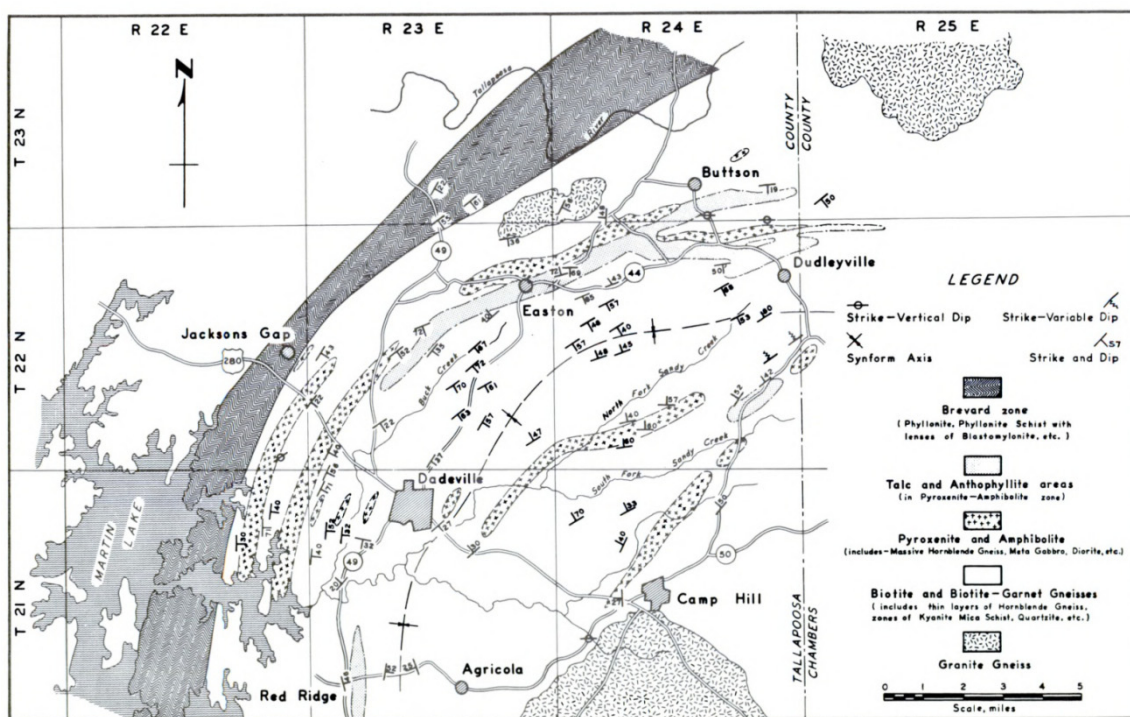 R 22 E
R 23 E
R 24 E
R 25 E
T 23 N
T 22 N
T 21 N
N
Tallapoosa
River
COUNTY
COUNTY
Buttson
49
44
Dudleyville
Easton
Jacksons Gap
280
Buck Creek
North Fork Sandy Creek
South Fork Sandy Creek
Dadeville
MARTIN
LAKE
49
50
Camp Hill
TALLAPOOSA
CHAMBERS
Agricola
Red Ridge
LEGEND
Strike-Vertical Dip
Strike-Variable Dip
Synform Axis
57
Strike and Dip
Brevard zone
(Phyllonite, Phyllonite Schist with
lenses of Blastomylonite, etc.)
Talc and Anthophyllite areas
(in Pyroxenite-Amphibolite zone)
Pyroxenite and Amphibolite
(includes-Massive Hornblende Gneiss, Meta Gabbro, Diorite, etc.)
Biotite and Biotite-Garnet Gneisses
(includes thin layers of Hornblende Gneiss,
zones of Kyanite Mica Schist, Quartzite, etc.)
Granite Gneiss
0 1 2 3 4 5
Scale, miles